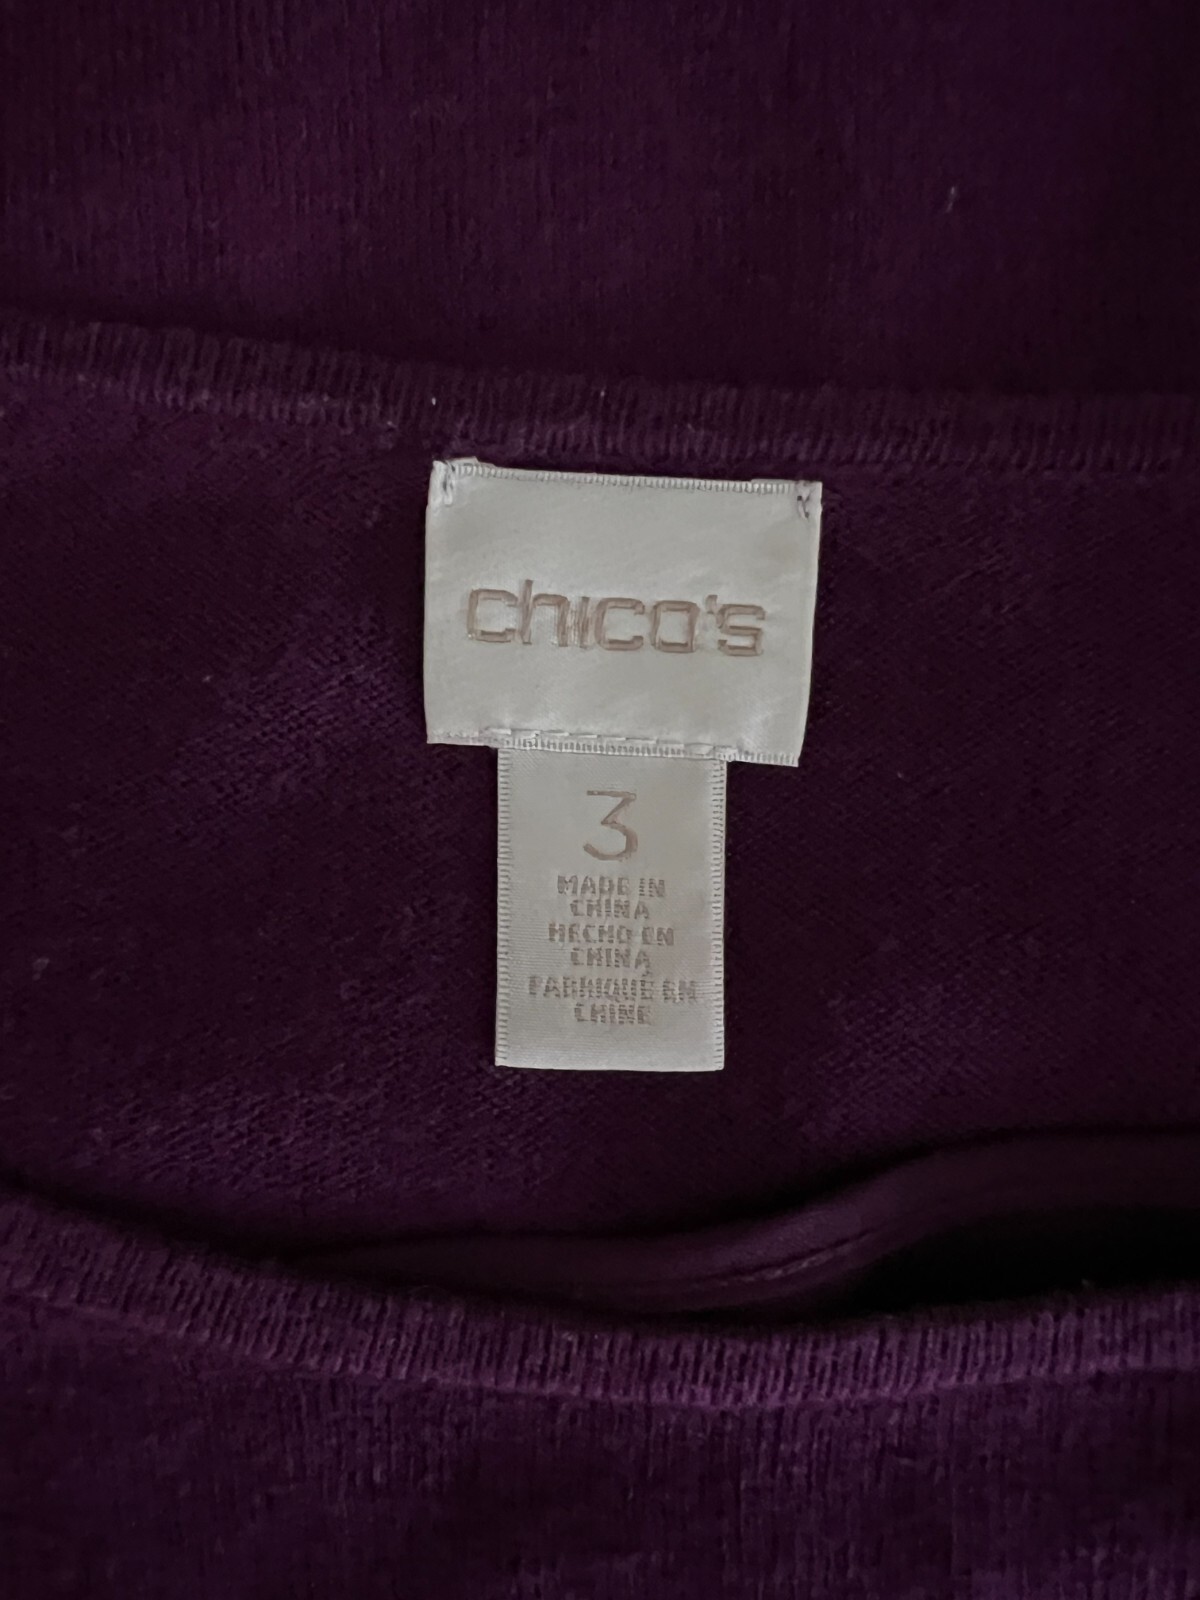 chico's
3
MADE IN
CHINA
HECHO EN
CHINA
FABRIQUÉ EN
CHINE